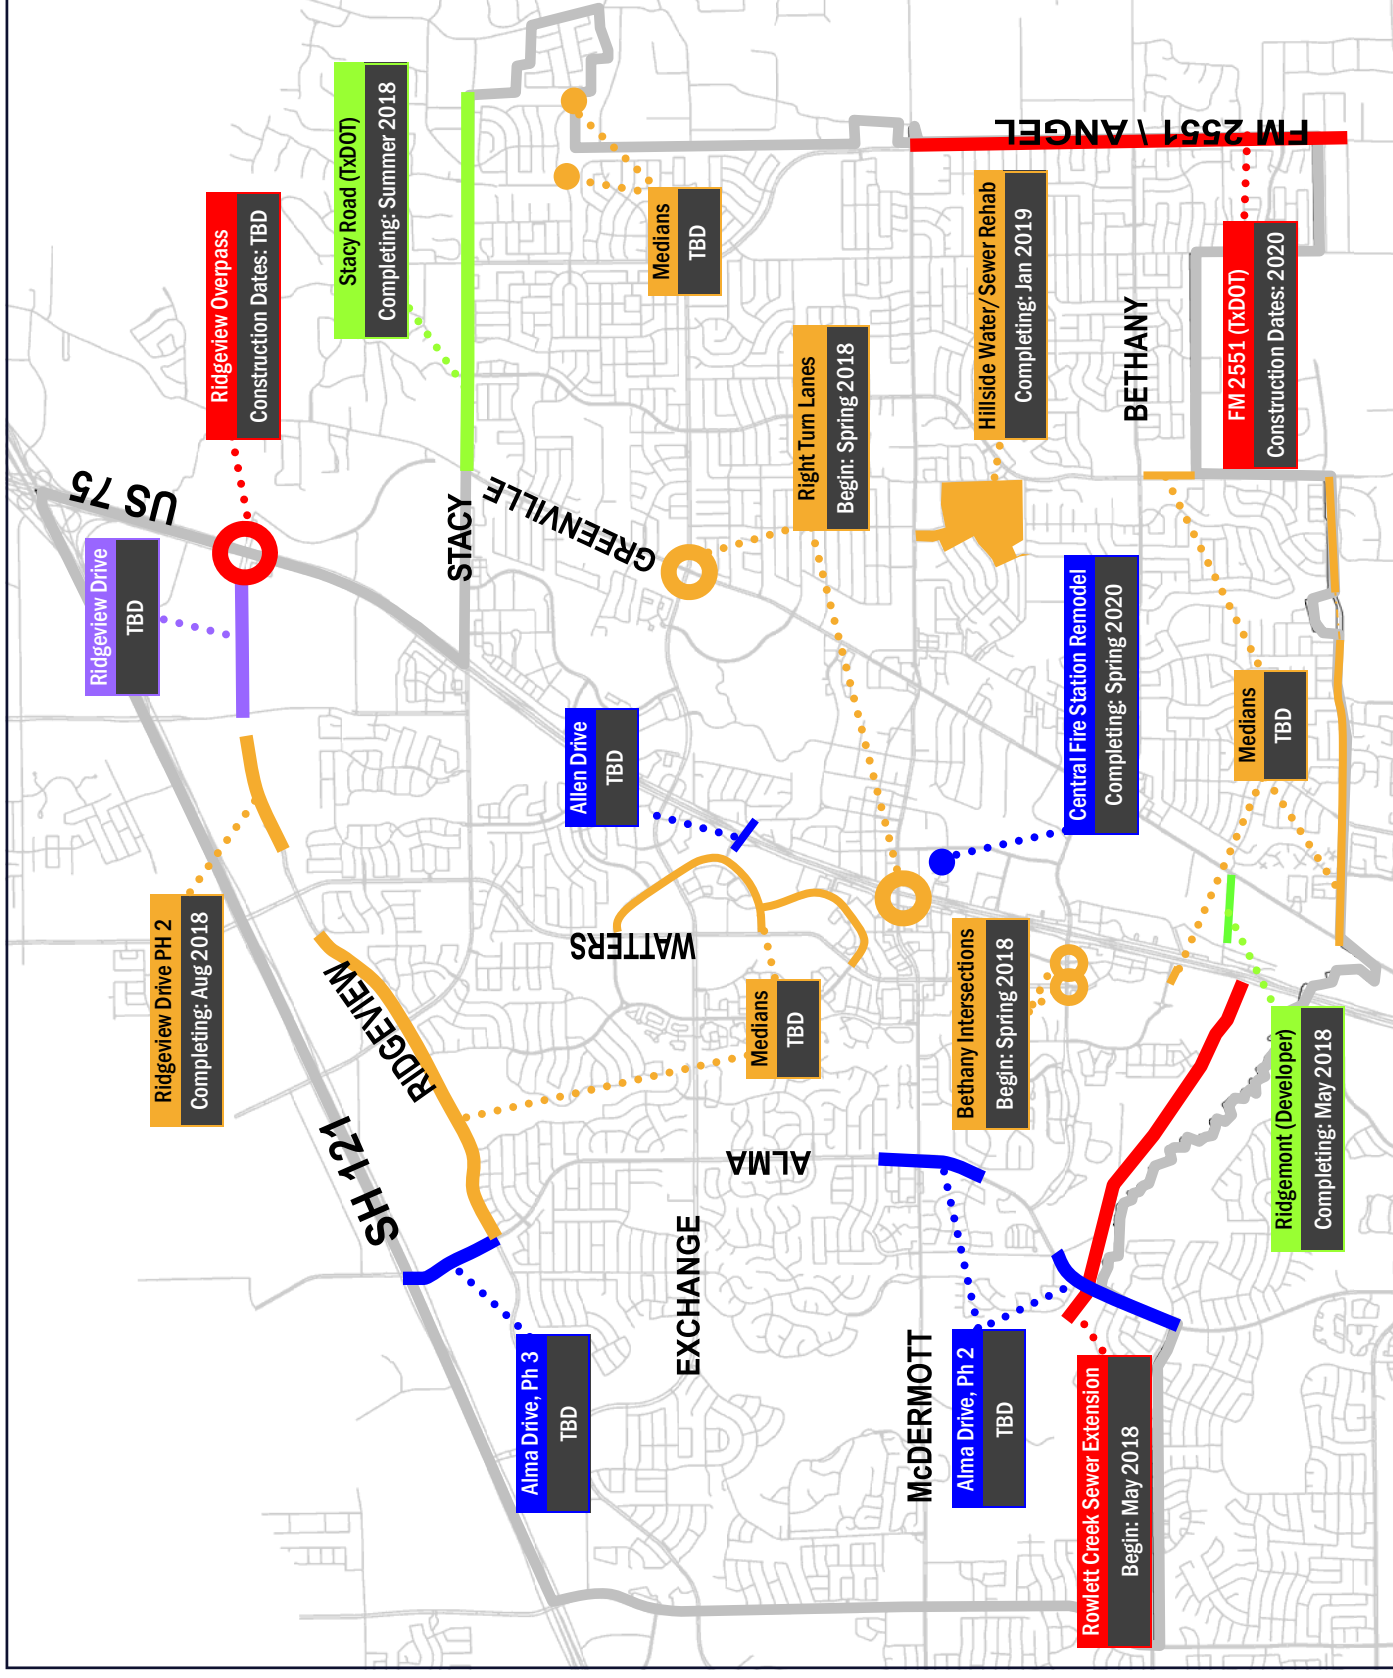 Ridgeview Drive
TBD
Ridgeview Overpass
Construction Dates: TBD
Stacy Road (TxDOT)
Completing: Summer 2018
US 75
Ridgeview Drive PH 2
Completing: Aug 2018
SH 121
RIDGEVIEW
STACY
GREENVILLE
Alma Drive, Ph 3
TBD
Allen Drive
TBD
WATTERS
Medians
TBD
EXCHANGE
Medians
TBD
ALMA
Right Turn Lanes
Begin: Spring 2018
McDERMOTT
Alma Drive, Ph 2
TBD
Bethany Intersections
Begin: Spring 2018
Hillside Water/ Sewer Rehab
Completing: Jan 2019
FM 2551 \ ANGEL
Rowlett Creek Sewer Extension
Begin: May 2018
Central Fire Station Remodel
Completing: Spring 2020
BETHANY
Ridgemont (Developer)
Completing: May 2018
Medians
TBD
FM 2551 (TxDOT)
Construction Dates: 2020